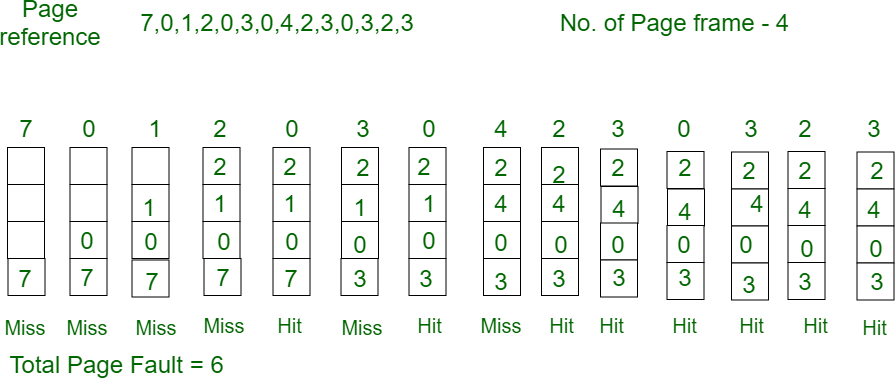 Page
reference
7,0,1,2,0,3,0,4,2,3,0,3,2,3
No. of Page frame - 4
7 0 1 2 0 3 0 4 2 3 0 3 2 3
2 2 2 2 2 2 2 2 2 2 2
1 1 1 1 1 4 4 4 4 4 4 4
0 0 0 0 0 0 0 0 0 0 0 0 0
7 7 7 7 7 3 3 3 3 3 3 3 3 3
Miss Miss Miss Miss Hit Miss Hit Miss Hit Hit Hit Hit Hit Hit
Total Page Fault = 6